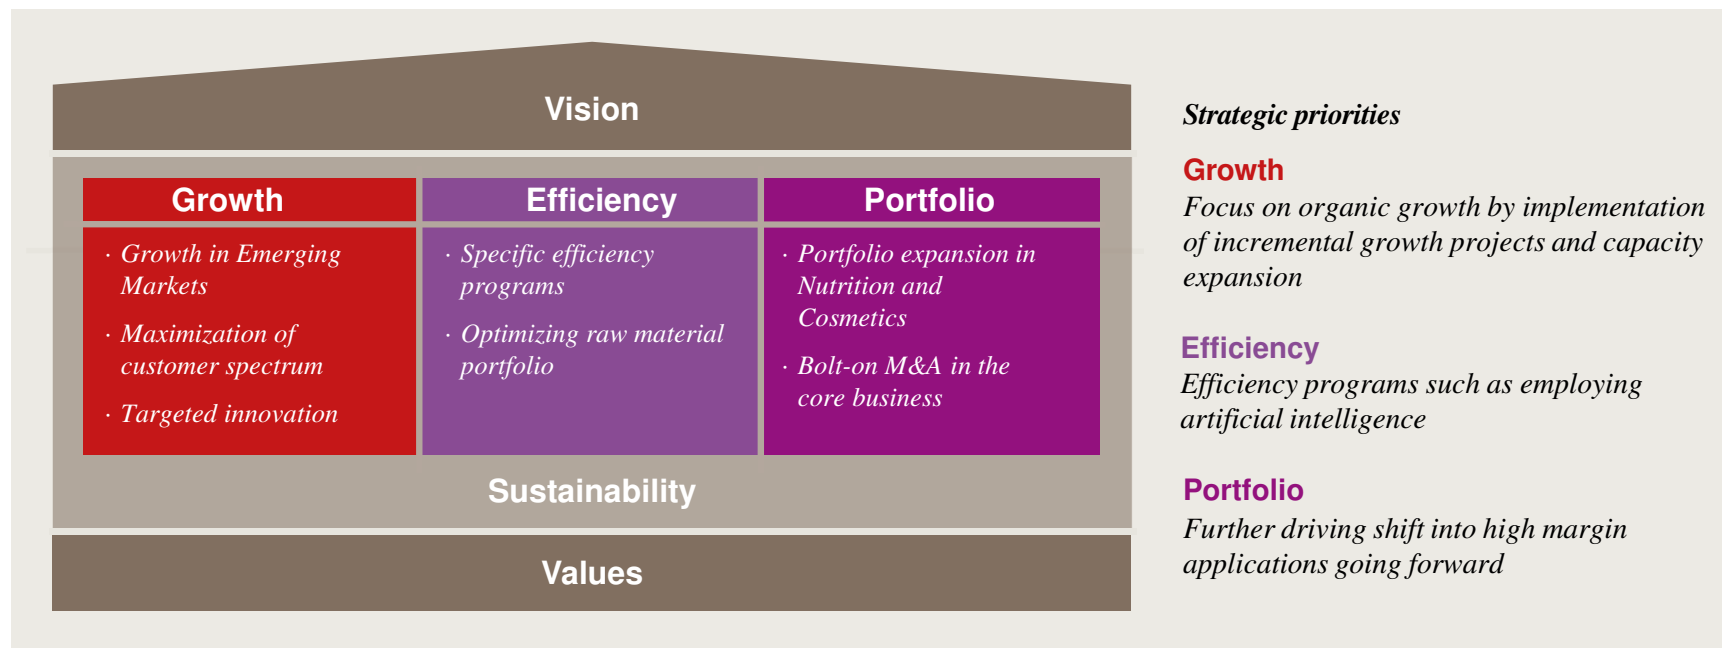 Vision
Growth
· Growth in Emerging
Markets
· Maximization of
customer spectrum
· Targeted innovation
Efficiency
· Specific efficiency
programs
· Optimizing raw material
portfolio
Portfolio
· Portfolio expansion in
Nutrition and
Cosmetics
· Bolt-on M&A in the
core business
Sustainability
Values
Strategic priorities
Growth
Focus on organic growth by implementation
of incremental growth projects and capacity
expansion
Efficiency
Efficiency programs such as employing
artificial intelligence
Portfolio
Further driving shift into high margin
applications going forward